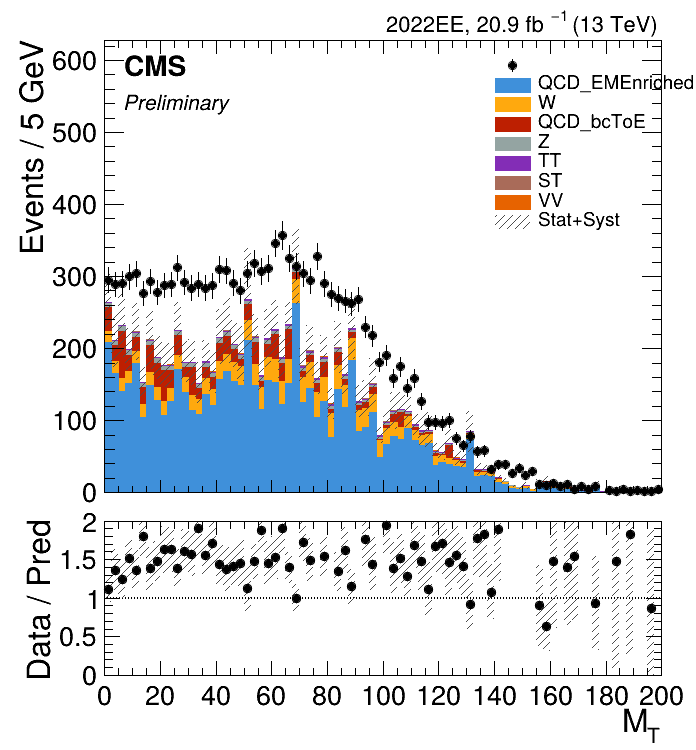 2022EE, 20.9 fb⁻¹ (13 TeV)
CMS
Preliminary
QCD_EMEnriched
W
QCD_bcToE
Z
TT
ST
VV
Stat+Syst
Events / 5 GeV
600
500
400
300
200
100
0
Data / Pred
2
1.5
1
0.5
0
0 20 40 60 80 100 120 140 160 180 200
M_T